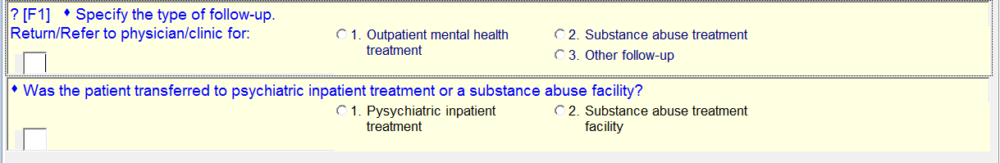 ? [F1] ♦ Specify the type of follow-up.
Return/Refer to physician/clinic for:
1. Outpatient mental health treatment
2. Substance abuse treatment
3. Other follow-up
♦ Was the patient transferred to psychiatric inpatient treatment or a substance abuse facility?
1. Pysychiatric inpatient treatment
2. Substance abuse treatment facility